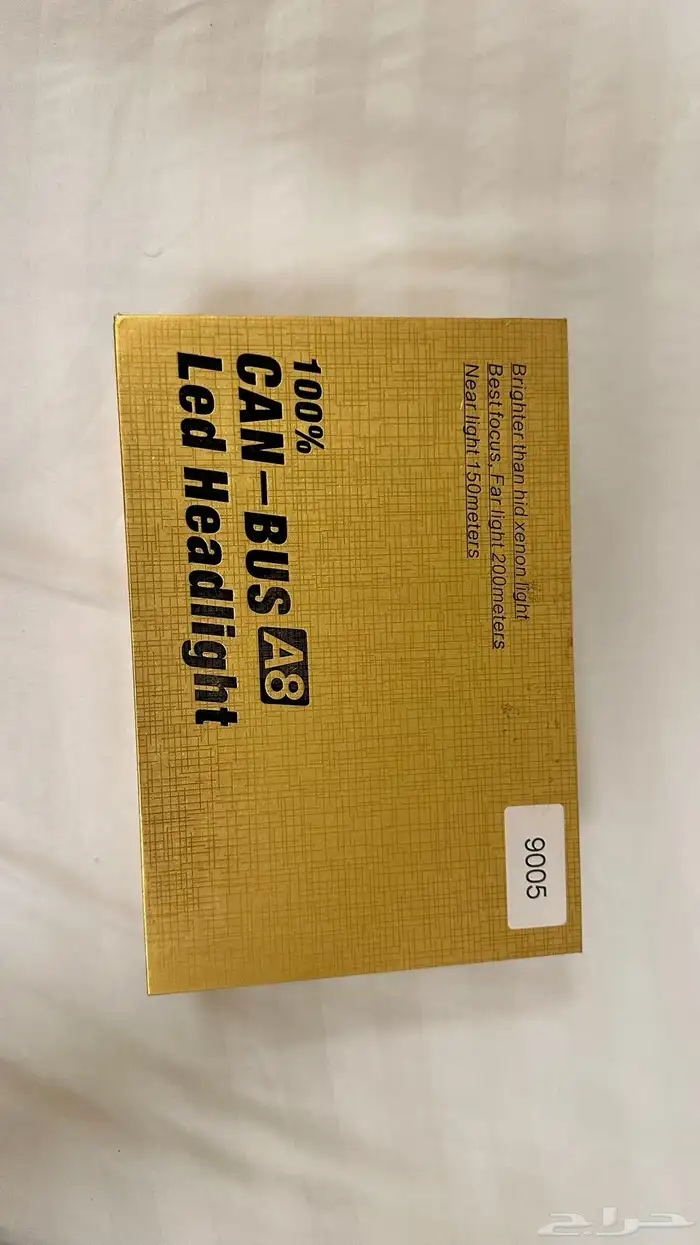 Brighter than hid xenon light
Best focus, Far light 200meters
Near light 150meters
9005
100%
CAN-BUS A8
Led Headlight
حراج